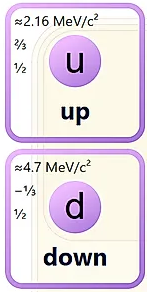 ≈2.16 MeV/c²
⅔
½
u
up
≈4.7 MeV/c²
−⅓
½
d
down